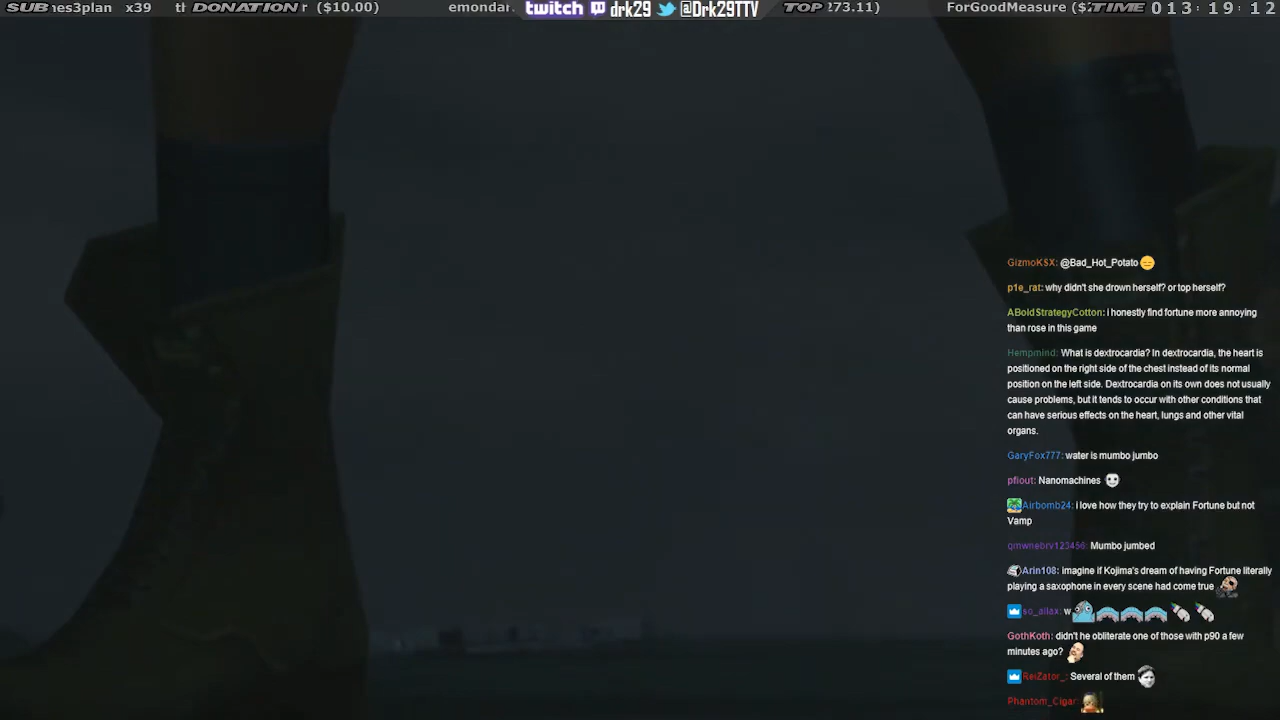 SUB nes3plan x39 tl DONATION r ($10.00) emondar. twitch drk29 @Drk29TTV TOP 273.11) ForGoodMeasure ($ TIME 013:19:12
GizmoKSX: @Bad_Hot_Potato
p1e_rat: why didn't she drown herself? or top herself?
ABoldStrategyCotton: i honestly find fortune more annoying
than rose in this game
Hempmind: What is dextrocardia? In dextrocardia, the heart is
positioned on the right side of the chest instead of its normal
position on the left side. Dextrocardia on its own does not usually
cause problems, but it tends to occur with other conditions that
can have serious effects on the heart, lungs and other vital
organs.
GaryFox777: water is mumbo jumbo
pfiout: Nanomachines
Airbomb24: i love how they try to explain Fortune but not
Vamp
qmwnebrv123456: Mumbo jumbed
Arin108: imagine if Kojima's dream of having Fortune literally
playing a saxophone in every scene had come true
so_allax: w
GothKoth: didn't he obliterate one of those with p90 a few
minutes ago?
ReiZator_: Several of them
Phantom_Cigar: